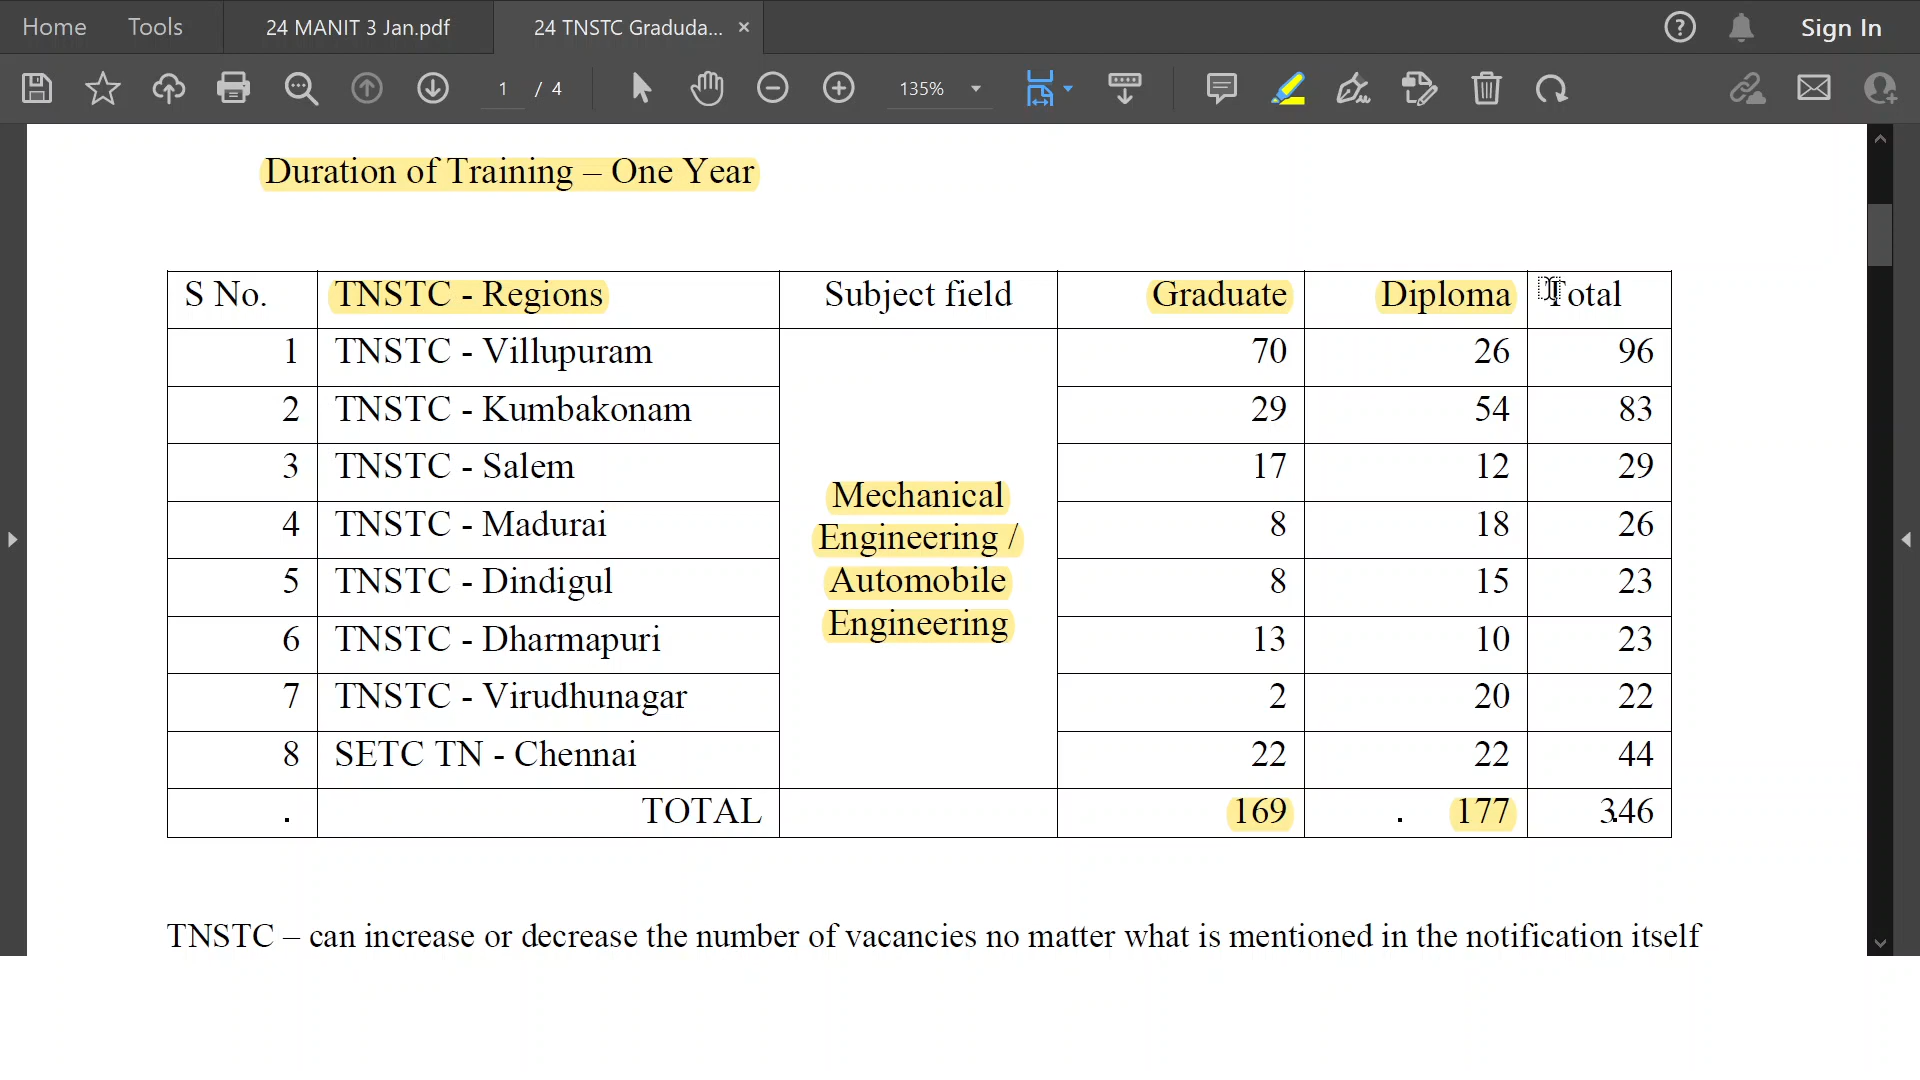 Home Tools 24 MANIT 3 Jan.pdf 24 TNSTC Graduda... × Sign In
1 / 4 135%
Duration of Training – One Year
S No. TNSTC - Regions Subject field Graduate Diploma Total
1 TNSTC - Villupuram 70 26 96
2 TNSTC - Kumbakonam 29 54 83
3 TNSTC - Salem 17 12 29
4 TNSTC - Madurai 8 18 26
5 TNSTC - Dindigul 8 15 23
6 TNSTC - Dharmapuri 13 10 23
7 TNSTC - Virudhunagar 2 20 22
8 SETC TN - Chennai 22 22 44
Mechanical
Engineering /
Automobile
Engineering
. TOTAL 169 . 177 346
TNSTC – can increase or decrease the number of vacancies no matter what is mentioned in the notification itself